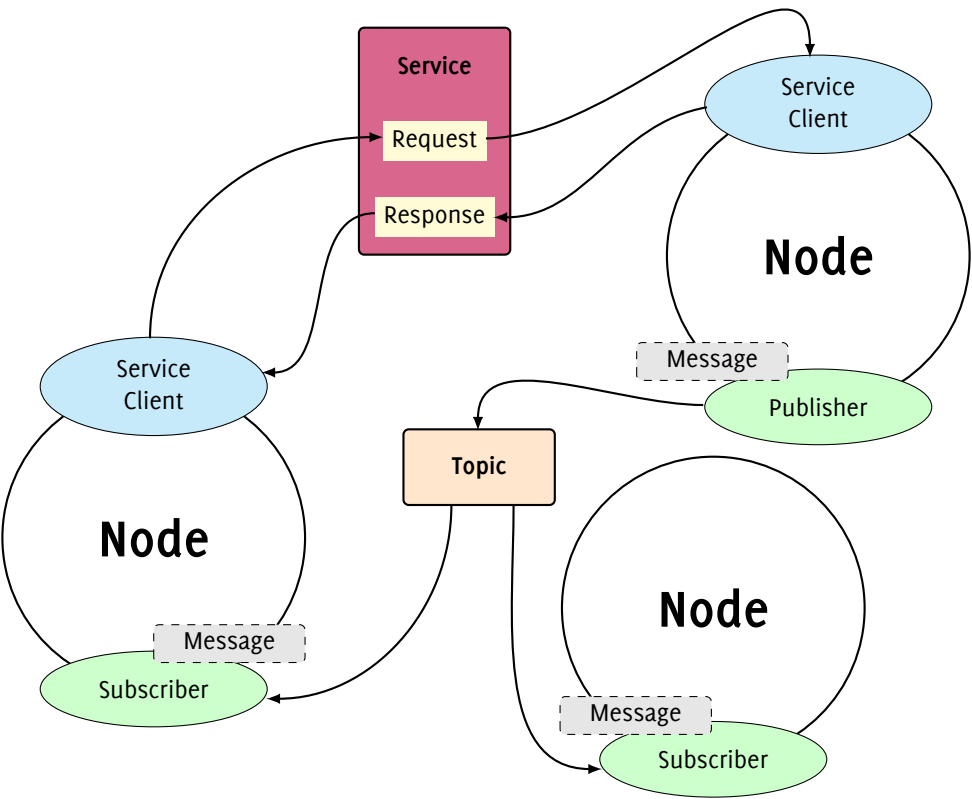 Service
Request
Response
Service
Client
Node
Message
Publisher
Service
Client
Node
Message
Subscriber
Topic
Node
Message
Subscriber